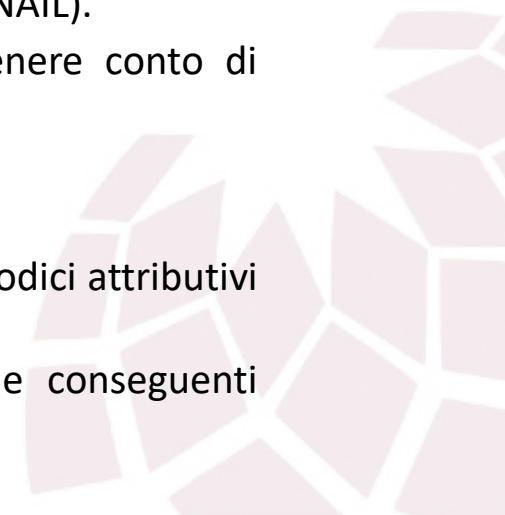 NAIL).
enere conto di
odici attributivi
e conseguenti